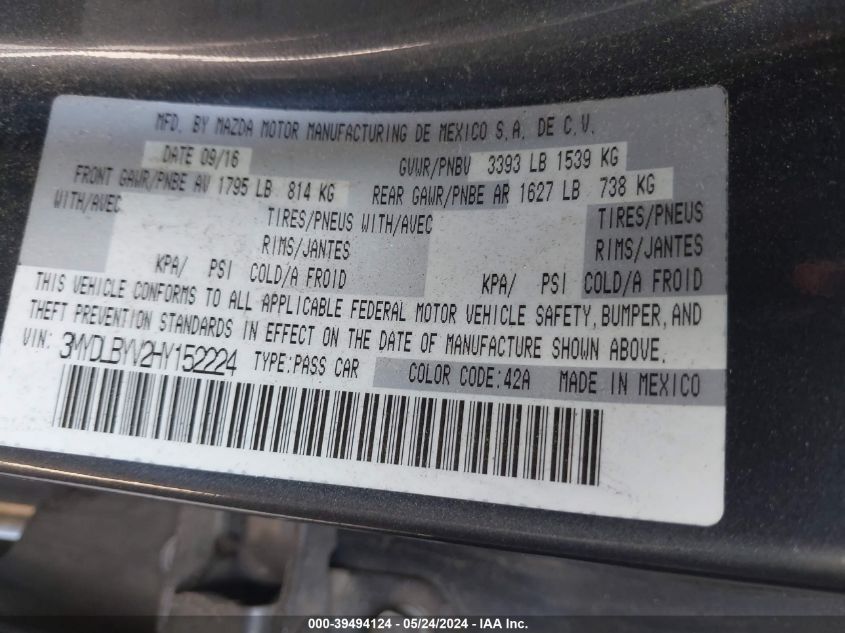 MFD. BY MAZDA MOTOR MANUFACTURING DE MEXICO S.A. DE C.V.
DATE 09/16 GVWR/PNBV 3393 LB 1539 KG
FRONT GAWR/PNBE AV 1795 LB 814 KG REAR GAWR/PNBE AR 1627 LB 738 KG
WITH/AVEC TIRES/PNEUS WITH/AVEC TIRES/PNEUS
RIMS/JANTES RIMS/JANTES
KPA/ PSI COLD/A FROID KPA/ PSI COLD/A FROID
THIS VEHICLE CONFORMS TO ALL APPLICABLE FEDERAL MOTOR VEHICLE SAFETY, BUMPER, AND
THEFT PREVENTION STANDARDS IN EFFECT ON THE DATE OF MANUFACTURE SHOWN ABOVE.
VIN: 3MYDLBYV2HY152224 TYPE:PASS CAR COLOR CODE:42A MADE IN MEXICO
000-39494124 - 05/24/2024 - IAA Inc.